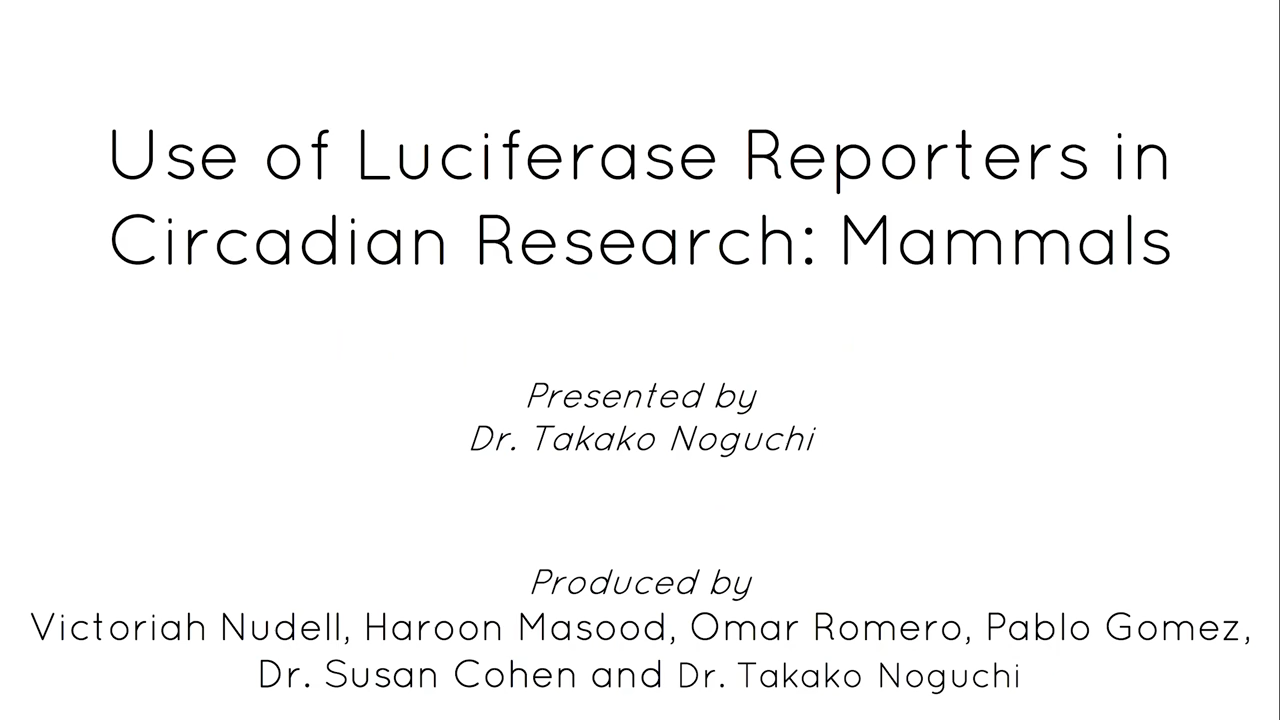 Use of Luciferase Reporters in
Circadian Research: Mammals
Presented by
Dr. Takako Noguchi
Produced by
Victoriah Nudell, Haroon Masood, Omar Romero, Pablo Gomez,
Dr. Susan Cohen and Dr. Takako Noguchi